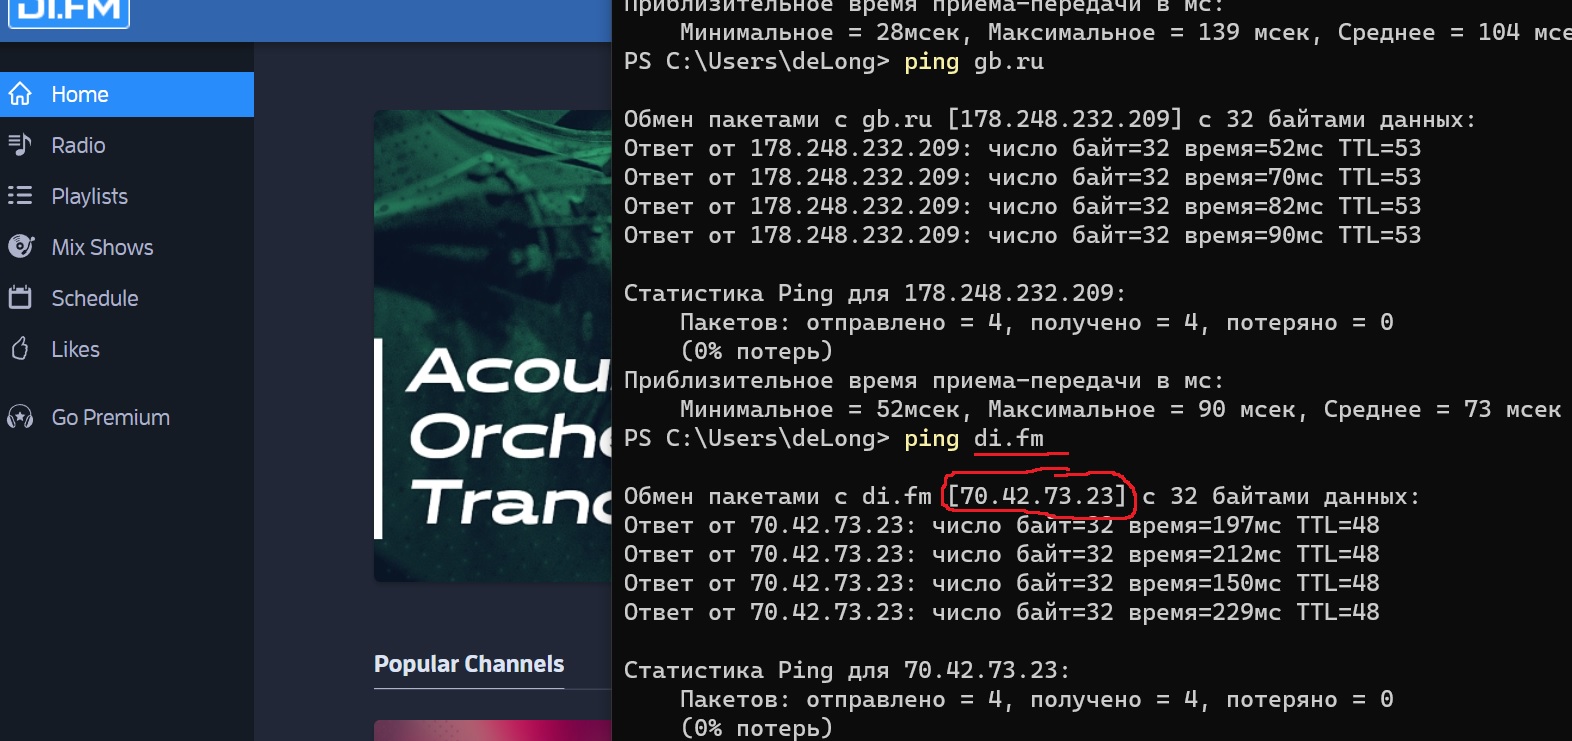 DI.FM
Home
Radio
Playlists
Mix Shows
Schedule
Likes
Go Premium
Acou
Orche
Tranc
Popular Channels
Приблизительное время приема-передачи в мс:
Минимальное = 28мсек, Максимальное = 139 мсек, Среднее = 104 мсе
PS C:\Users\deLong> ping gb.ru
Обмен пакетами с gb.ru [178.248.232.209] с 32 байтами данных:
Ответ от 178.248.232.209: число байт=32 время=52мс TTL=53
Ответ от 178.248.232.209: число байт=32 время=70мс TTL=53
Ответ от 178.248.232.209: число байт=32 время=82мс TTL=53
Ответ от 178.248.232.209: число байт=32 время=90мс TTL=53
Статистика Ping для 178.248.232.209:
Пакетов: отправлено = 4, получено = 4, потеряно = 0
(0% потерь)
Приблизительное время приема-передачи в мс:
Минимальное = 52мсек, Максимальное = 90 мсек, Среднее = 73 мсек
PS C:\Users\deLong> ping di.fm
Обмен пакетами с di.fm [70.42.73.23] с 32 байтами данных:
Ответ от 70.42.73.23: число байт=32 время=197мс TTL=48
Ответ от 70.42.73.23: число байт=32 время=212мс TTL=48
Ответ от 70.42.73.23: число байт=32 время=150мс TTL=48
Ответ от 70.42.73.23: число байт=32 время=229мс TTL=48
Статистика Ping для 70.42.73.23:
Пакетов: отправлено = 4, получено = 4, потеряно = 0
(0% потерь)